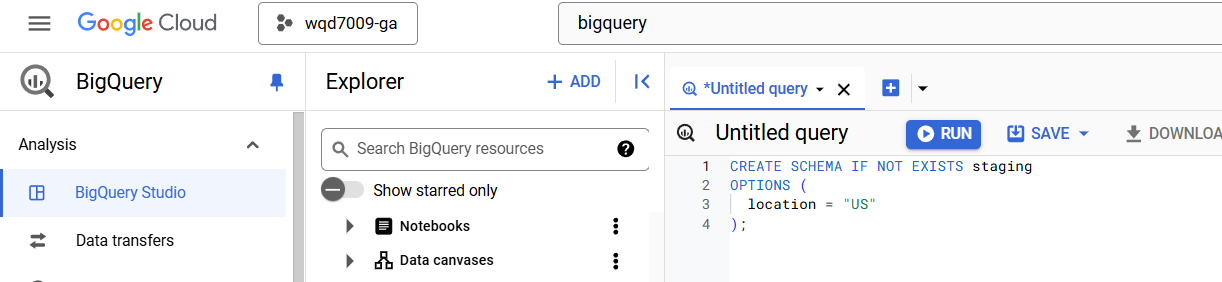 Google Cloud
wqd7009-ga
bigquery
BigQuery
Analysis
BigQuery Studio
Data transfers
Explorer
+ ADD
Search BigQuery resources
Show starred only
Notebooks
Data canvases
*Untitled query
Untitled query
RUN
SAVE
DOWNLOA
1 CREATE SCHEMA IF NOT EXISTS staging
2 OPTIONS (
3 location = "US"
4 );